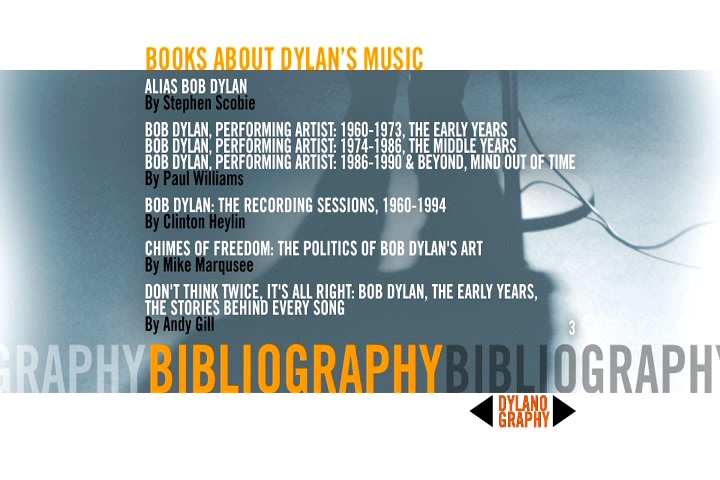 BOOKS ABOUT DYLAN'S MUSIC
ALIAS BOB DYLAN
By Stephen Scobie
BOB DYLAN, PERFORMING ARTIST: 1960-1973, THE EARLY YEARS
BOB DYLAN, PERFORMING ARTIST: 1974-1986, THE MIDDLE YEARS
BOB DYLAN, PERFORMING ARTIST: 1986-1990 & BEYOND, MIND OUT OF TIME
By Paul Williams
BOB DYLAN: THE RECORDING SESSIONS, 1960-1994
By Clinton Heylin
CHIMES OF FREEDOM: THE POLITICS OF BOB DYLAN'S ART
By Mike Marqusee
DON'T THINK TWICE, IT'S ALL RIGHT: BOB DYLAN, THE EARLY YEARS,
THE STORIES BEHIND EVERY SONG
By Andy Gill
3
GRAPHY BIBLIOGRAPHY BIBLIOGRAPHY
DYLANO
GRAPHY